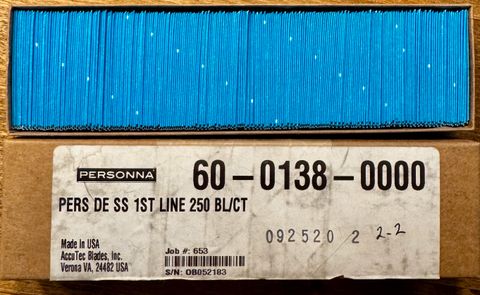 PERSONNA
60-0138-0000
PERS DE SS 1ST LINE 250 BL/CT
092520 2 2-2
Made In USA
AccuTec Blades, Inc.
Verona VA, 24482 USA
Job #: 653
S/N: OB052183